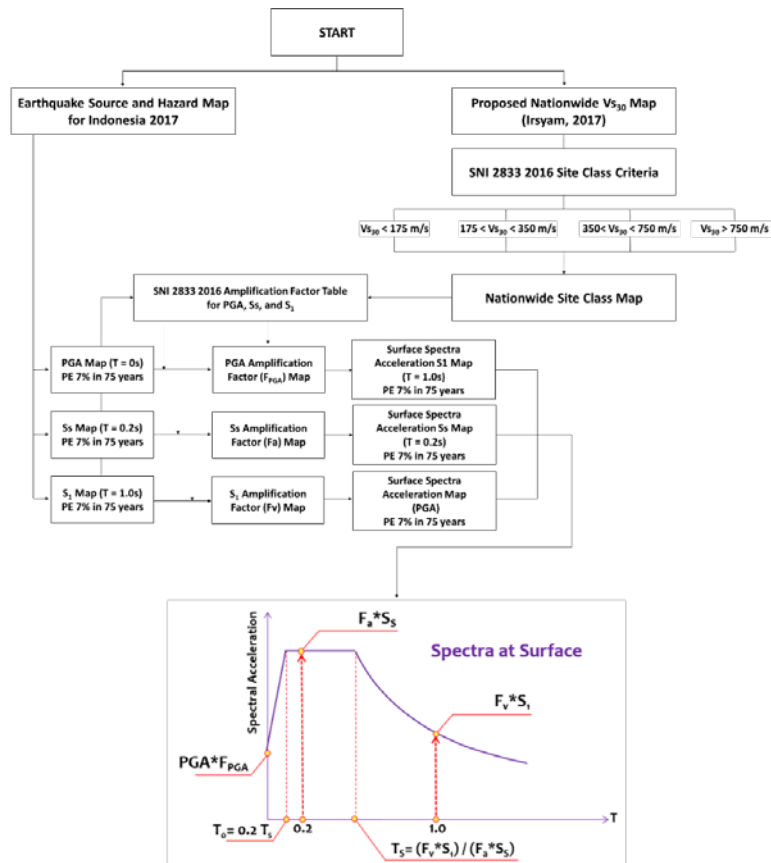 START
Earthquake Source and Hazard Map
for Indonesia 2017
Proposed Nationwide Vs₃₀ Map
(Irsyam, 2017)
SNI 2833 2016 Site Class Criteria
Vs₃₀ < 175 m/s
175 < Vs₃₀ < 350 m/s
350< Vs₃₀ < 750 m/s
Vs₃₀ > 750 m/s
SNI 2833 2016 Amplification Factor Table
for PGA, Ss, and S₁
Nationwide Site Class Map
PGA Map (T = 0s)
PE 7% in 75 years
PGA Amplification
Factor (F_PGA) Map
Surface Spectra
Acceleration S1 Map
(T = 1.0s)
PE 7% in 75 years
Ss Map (T = 0.2s)
PE 7% in 75 years
Ss Amplification
Factor (Fa) Map
Surface Spectra
Acceleration Ss Map
(T = 0.2s)
PE 7% in 75 years
S₁ Map (T = 1.0s)
PE 7% in 75 years
S₁ Amplification
Factor (Fv) Map
Surface Spectra
Acceleration Map
(PGA)
PE 7% in 75 years
Spectral Acceleration
Fₐ*S_S
Spectra at Surface
Fᵥ*S₁
PGA*F_PGA
T
T₀= 0.2 Tₛ
0.2
1.0
T_S= (Fᵥ*S₁) / (Fₐ*S_S)